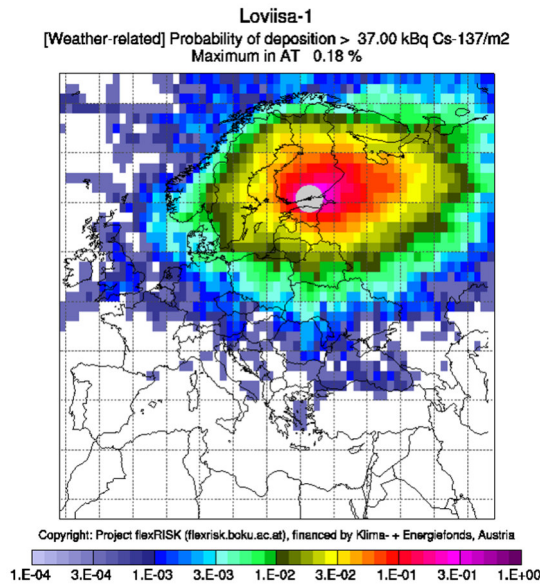 Loviisa-1
[Weather-related] Probability of deposition > 37.00 kBq Cs-137/m2
Maximum in AT 0.18 %
Copyright: Project flexRISK (flexrisk.boku.ac.at), financed by Klima- + Energiefonds, Austria
1.E-04 3.E-04 1.E-03 3.E-03 1.E-02 3.E-02 1.E-01 3.E-01 1.E+00